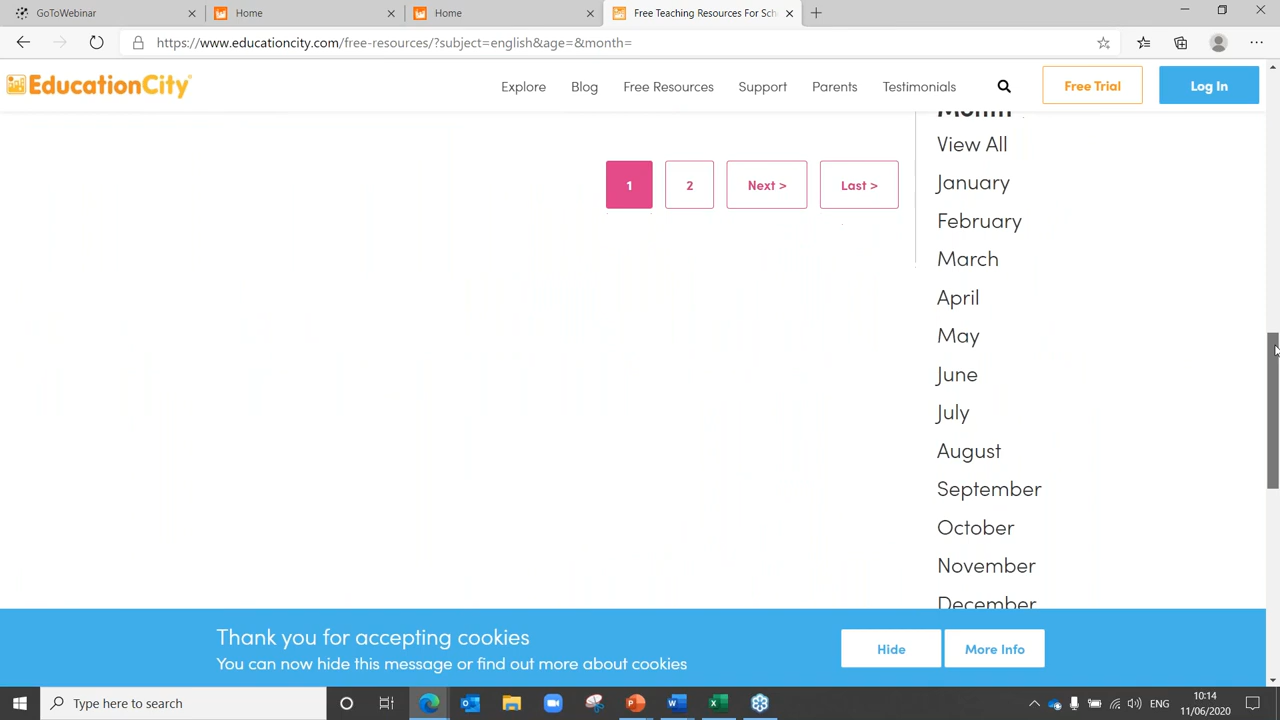 GoToWebinar
Home
Home
Free Teaching Resources For Sch
https://www.educationcity.com/free-resources/?subject=english&age=&month=
EducationCity
Explore
Blog
Free Resources
Support
Parents
Testimonials
Free Trial
Log In
Month
View All
January
February
March
April
May
June
July
August
September
October
November
December
1
2
Next >
Last >
Thank you for accepting cookies
You can now hide this message or find out more about cookies
Hide
More Info
Type here to search
ENG
10:14
11/06/2020